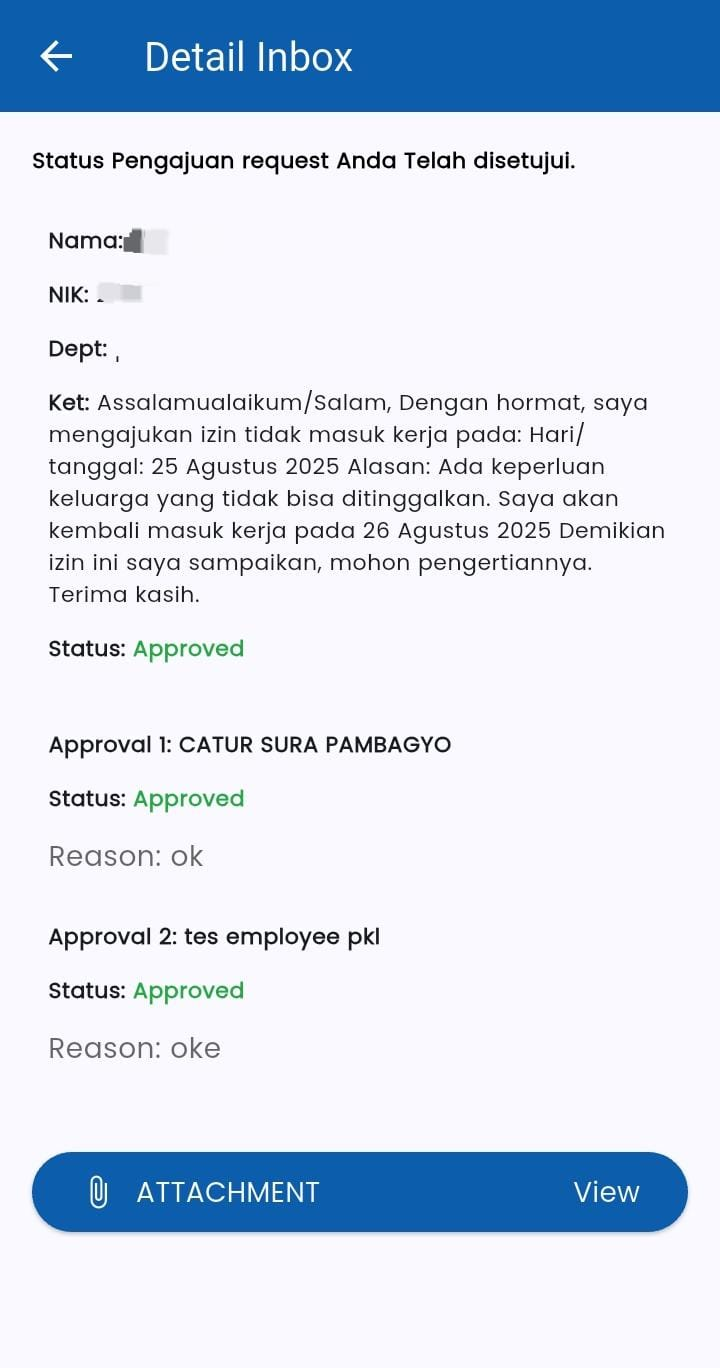 Detail Inbox
Status Pengajuan request Anda Telah disetujui.
Nama:
NIK:
Dept:
Ket: Assalamualaikum/Salam, Dengan hormat, saya
mengajukan izin tidak masuk kerja pada: Hari/
tanggal: 25 Agustus 2025 Alasan: Ada keperluan
keluarga yang tidak bisa ditinggalkan. Saya akan
kembali masuk kerja pada 26 Agustus 2025 Demikian
izin ini saya sampaikan, mohon pengertiannya.
Terima kasih.
Status: Approved
Approval 1: CATUR SURA PAMBAGYO
Status: Approved
Reason: ok
Approval 2: tes employee pkl
Status: Approved
Reason: oke
ATTACHMENT View